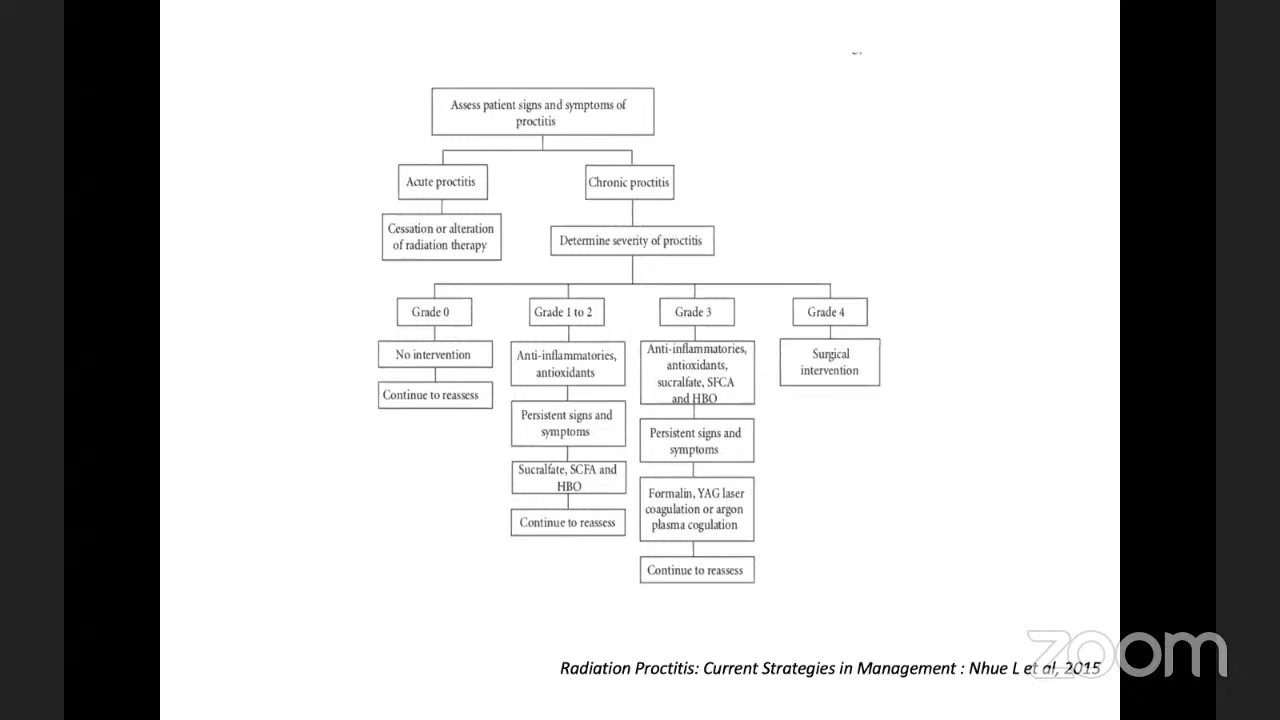 Assess patient signs and symptoms of
proctitis
Acute proctitis
Chronic proctitis
Cessation or alteration
of radiation therapy
Determine severity of proctitis
Grade 0
Grade 1 to 2
Grade 3
Grade 4
No intervention
Continue to reassess
Anti-inflammatories,
antioxidants
Persistent signs and
symptoms
Sucralfate, SCFA and
HBO
Continue to reassess
Anti-inflammatories,
antioxidants,
sucralfate, SFCA
and HBO
Persistent signs and
symptoms
Formalin, YAG laser
coagulation or argon
plasma cogulation
Continue to reassess
Surgical
intervention
Radiation Proctitis: Current Strategies in Management : Nhue L et al, 2015
zoom